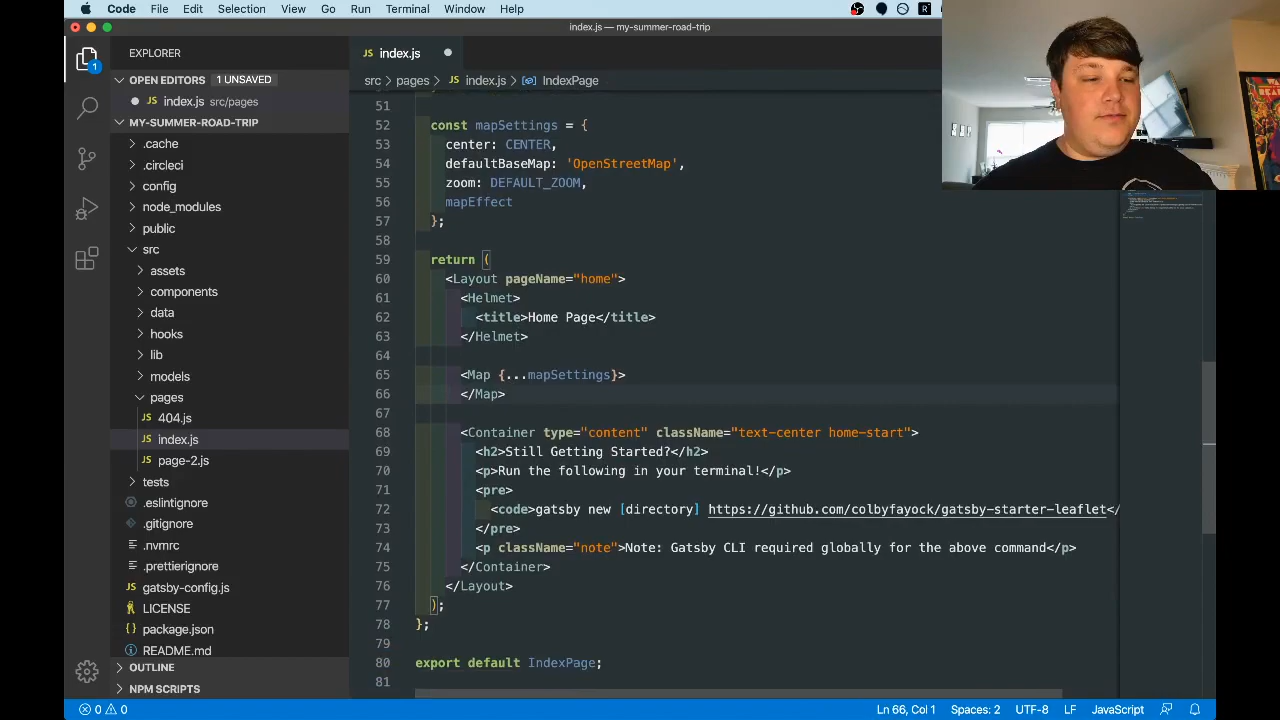 Code File Edit Selection View Go Run Terminal Window Help
index.js — my-summer-road-trip
EXPLORER
OPEN EDITORS 1 UNSAVED
JS index.js src/pages
MY-SUMMER-ROAD-TRIP
.cache
.circleci
config
node_modules
public
src
assets
components
data
hooks
lib
models
pages
JS 404.js
JS index.js
JS page-2.js
tests
.eslintignore
.gitignore
.nvmrc
.prettierignore
JS gatsby-config.js
LICENSE
{} package.json
README.md
OUTLINE
NPM SCRIPTS
1
JS index.js
src > pages > JS index.js > IndexPage
51
52 const mapSettings = {
53 center: CENTER,
54 defaultBaseMap: 'OpenStreetMap',
55 zoom: DEFAULT_ZOOM,
56 mapEffect
57 };
58
59 return (
60 <Layout pageName="home">
61 <Helmet>
62 <title>Home Page</title>
63 </Helmet>
64
65 <Map {...mapSettings}>
66 </Map>
67
68 <Container type="content" className="text-center home-start">
69 <h2>Still Getting Started?</h2>
70 <p>Run the following in your terminal!</p>
71 <pre>
72 <code>gatsby new [directory] https://github.com/colbyfayock/gatsby-starter-leaflet</
73 </pre>
74 <p className="note">Note: Gatsby CLI required globally for the above command</p>
75 </Container>
76 </Layout>
77 );
78 };
79
80 export default IndexPage;
81
0 0 Ln 66, Col 1 Spaces: 2 UTF-8 LF JavaScript